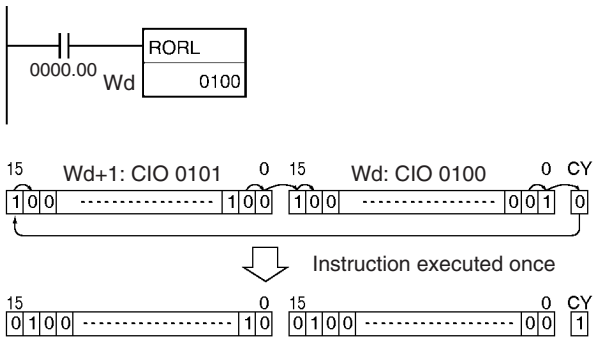 RORL
0000.00 Wd 0100
15 Wd+1: CIO 0101 0 15 Wd: CIO 0100 0 CY
1 0 0 1 0 0 1 0 0 0 0 1 0
Instruction executed once
15 0 15 0 CY
0 1 0 0 1 0 0 1 0 0 0 0 1